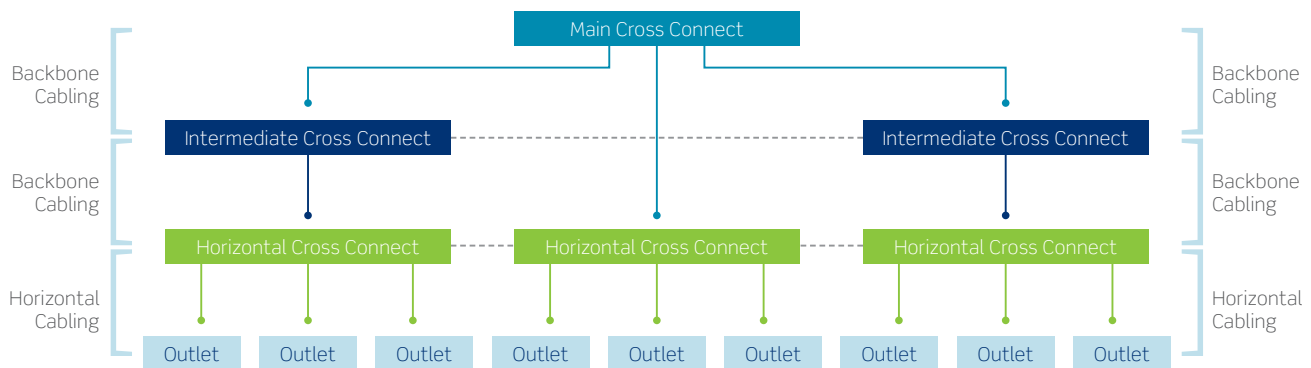 Main Cross Connect
Backbone
Cabling
Backbone
Cabling
Intermediate Cross Connect
Intermediate Cross Connect
Backbone
Cabling
Backbone
Cabling
Horizontal Cross Connect
Horizontal Cross Connect
Horizontal Cross Connect
Horizontal
Cabling
Horizontal
Cabling
Outlet
Outlet
Outlet
Outlet
Outlet
Outlet
Outlet
Outlet
Outlet